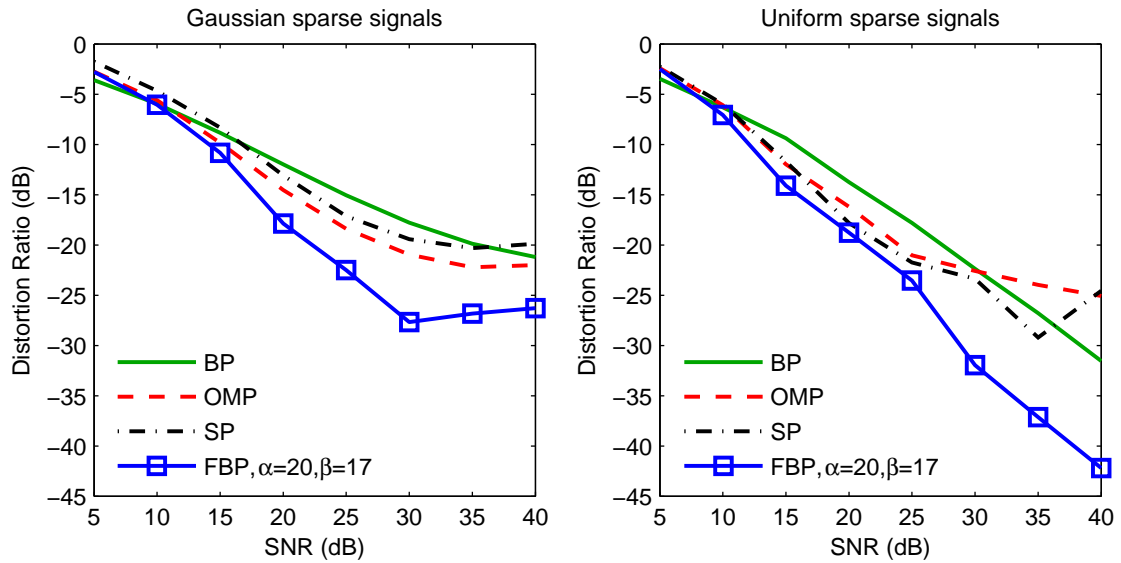 Gaussian sparse signals
0
−5
−10
−15
−20
−25
−30
−35
−40
−45
5 10 15 20 25 30 35 40
SNR (dB)
Distortion Ratio (dB)
BP
OMP
SP
FBP, α=20,β=17
Uniform sparse signals
0
−5
−10
−15
−20
−25
−30
−35
−40
−45
5 10 15 20 25 30 35 40
SNR (dB)
Distortion Ratio (dB)
BP
OMP
SP
FBP, α=20,β=17